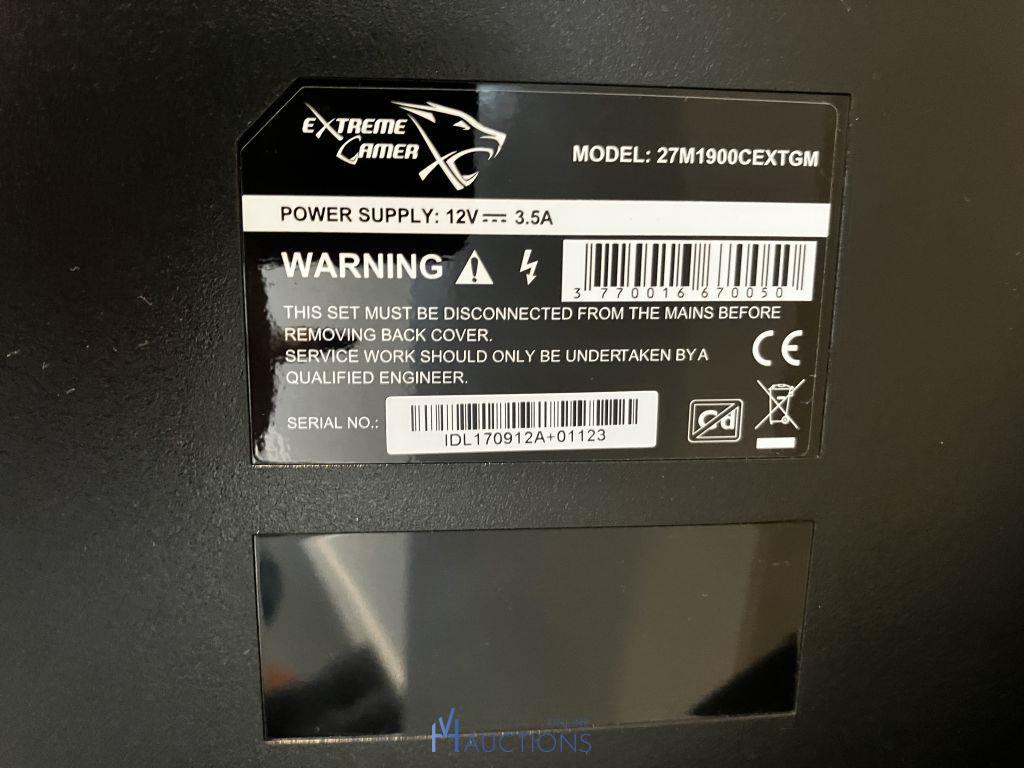 EXTREME
GAMER
MODEL: 27M1900CEXTGM
POWER SUPPLY: 12V 3.5A
WARNING
3 770016 670050
THIS SET MUST BE DISCONNECTED FROM THE MAINS BEFORE
REMOVING BACK COVER.
SERVICE WORK SHOULD ONLY BE UNDERTAKEN BY A
QUALIFIED ENGINEER.
CE
Cd
SERIAL NO.:
IDL170912A+01123
ONLINE
AUCTIONS